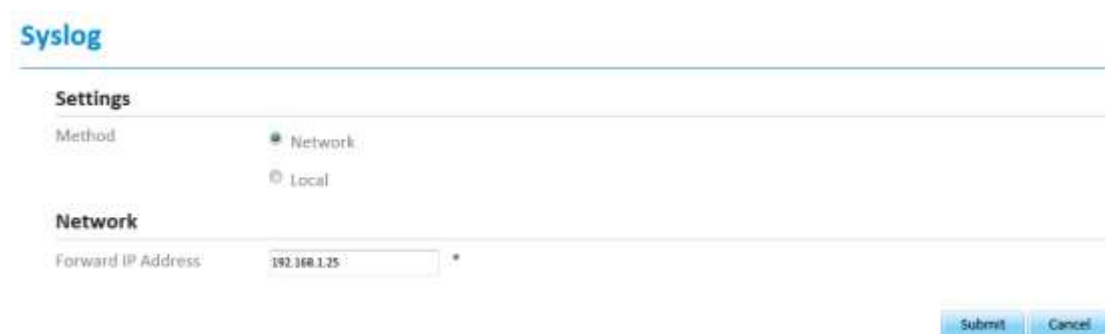 Syslog
Settings
Method
Network
Local
Network
Forward IP Address 192.168.1.25 *
Submit Cancel